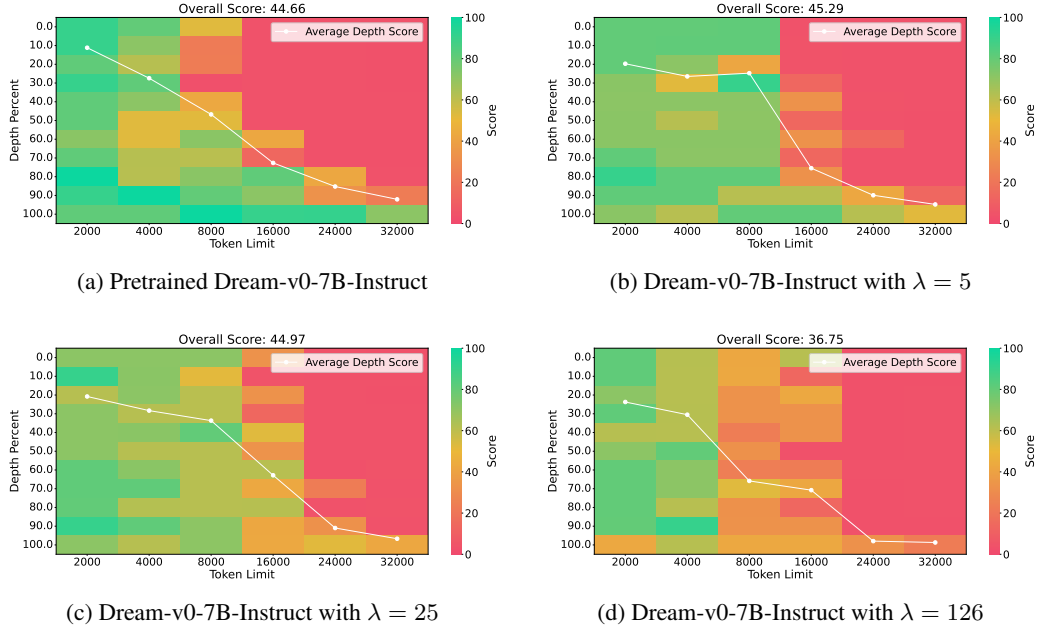 Overall Score: 44.66
Average Depth Score
Depth Percent
0.0
10.0
20.0
30.0
40.0
50.0
60.0
70.0
80.0
90.0
100.0
2000 4000 8000 16000 24000 32000
Token Limit
100
80
60
40
20
0
Score
(a) Pretrained Dream-v0-7B-Instruct
Overall Score: 45.29
Average Depth Score
Depth Percent
0.0
10.0
20.0
30.0
40.0
50.0
60.0
70.0
80.0
90.0
100.0
2000 4000 8000 16000 24000 32000
Token Limit
100
80
60
40
20
0
Score
(b) Dream-v0-7B-Instruct with λ = 5
Overall Score: 44.97
Average Depth Score
Depth Percent
0.0
10.0
20.0
30.0
40.0
50.0
60.0
70.0
80.0
90.0
100.0
2000 4000 8000 16000 24000 32000
Token Limit
100
80
60
40
20
0
Score
(c) Dream-v0-7B-Instruct with λ = 25
Overall Score: 36.75
Average Depth Score
Depth Percent
0.0
10.0
20.0
30.0
40.0
50.0
60.0
70.0
80.0
90.0
100.0
2000 4000 8000 16000 24000 32000
Token Limit
100
80
60
40
20
0
Score
(d) Dream-v0-7B-Instruct with λ = 126